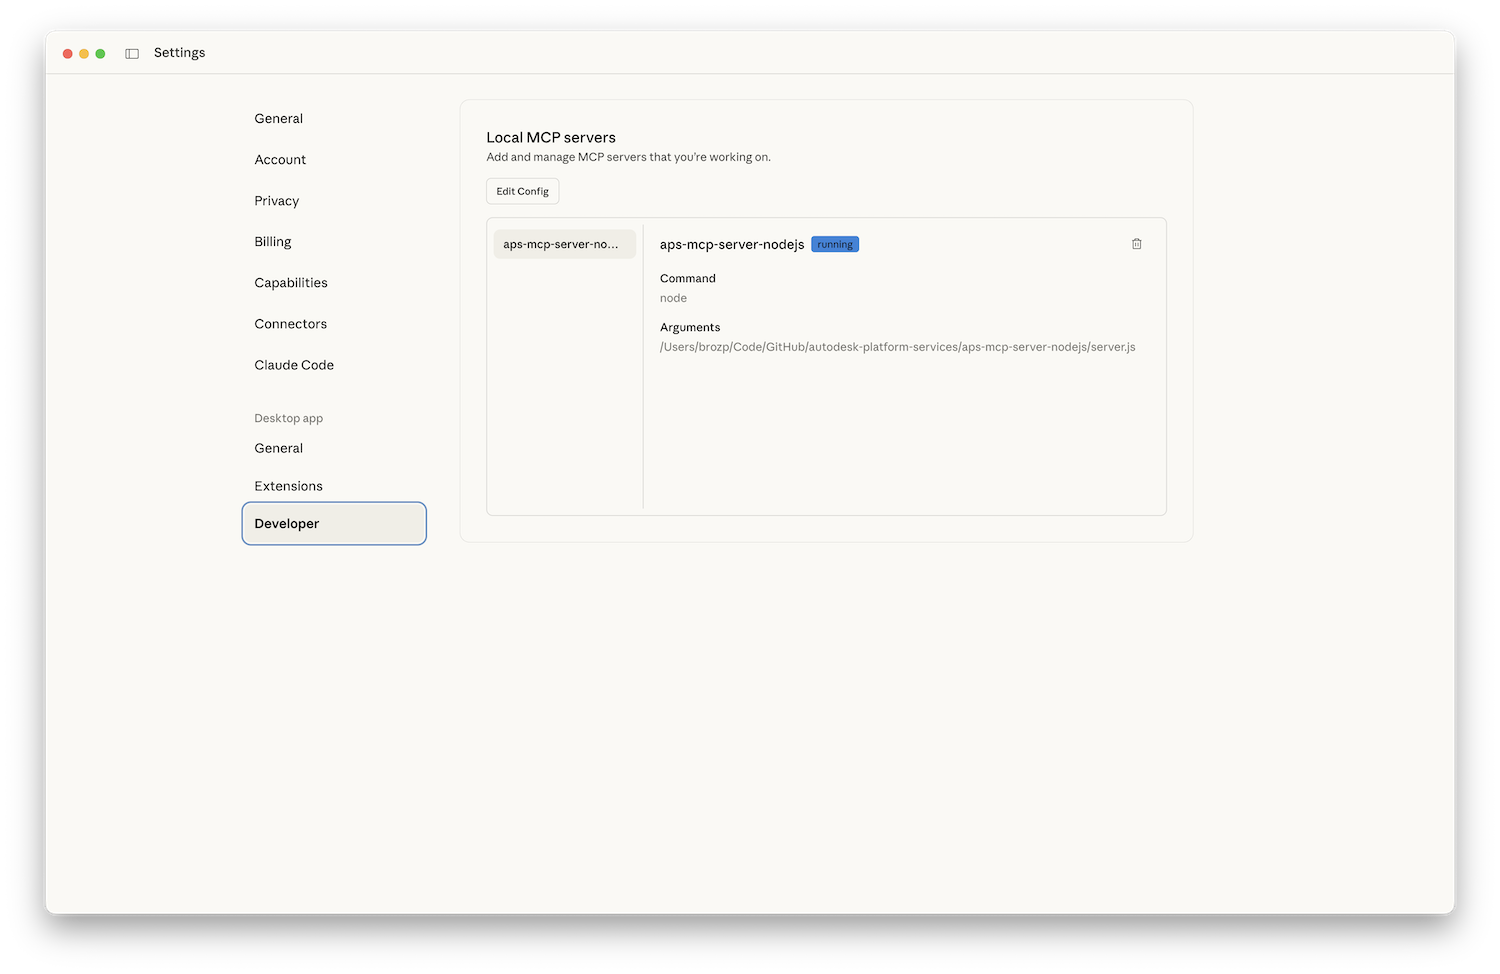 Settings
General
Account
Privacy
Billing
Capabilities
Connectors
Claude Code
Desktop app
General
Extensions
Developer
Local MCP servers
Add and manage MCP servers that you’re working on.
Edit Config
aps-mcp-server-no...
aps-mcp-server-nodejs running
Command
node
Arguments
/Users/brozp/Code/GitHub/autodesk-platform-services/aps-mcp-server-nodejs/server.js